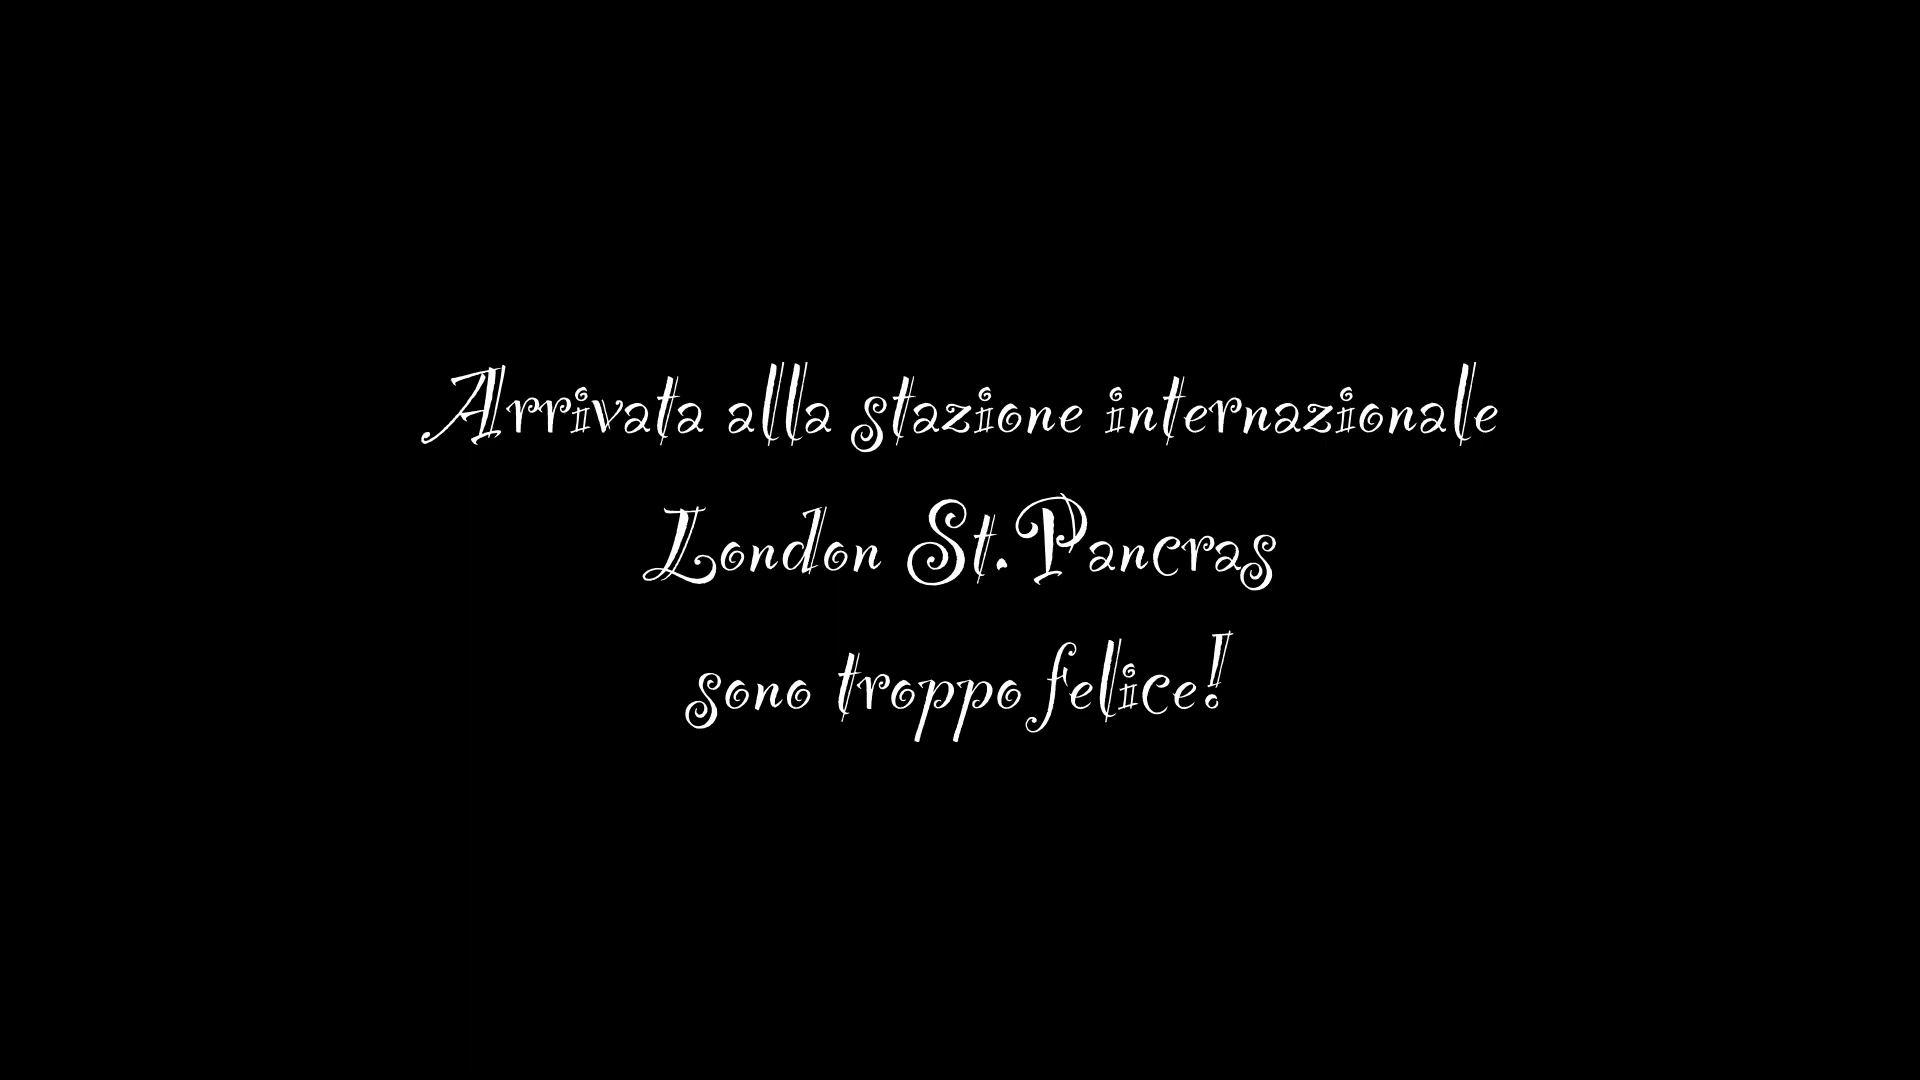 Arrivata alla stazione internazionale
London St.Pancras
sono troppo felice!